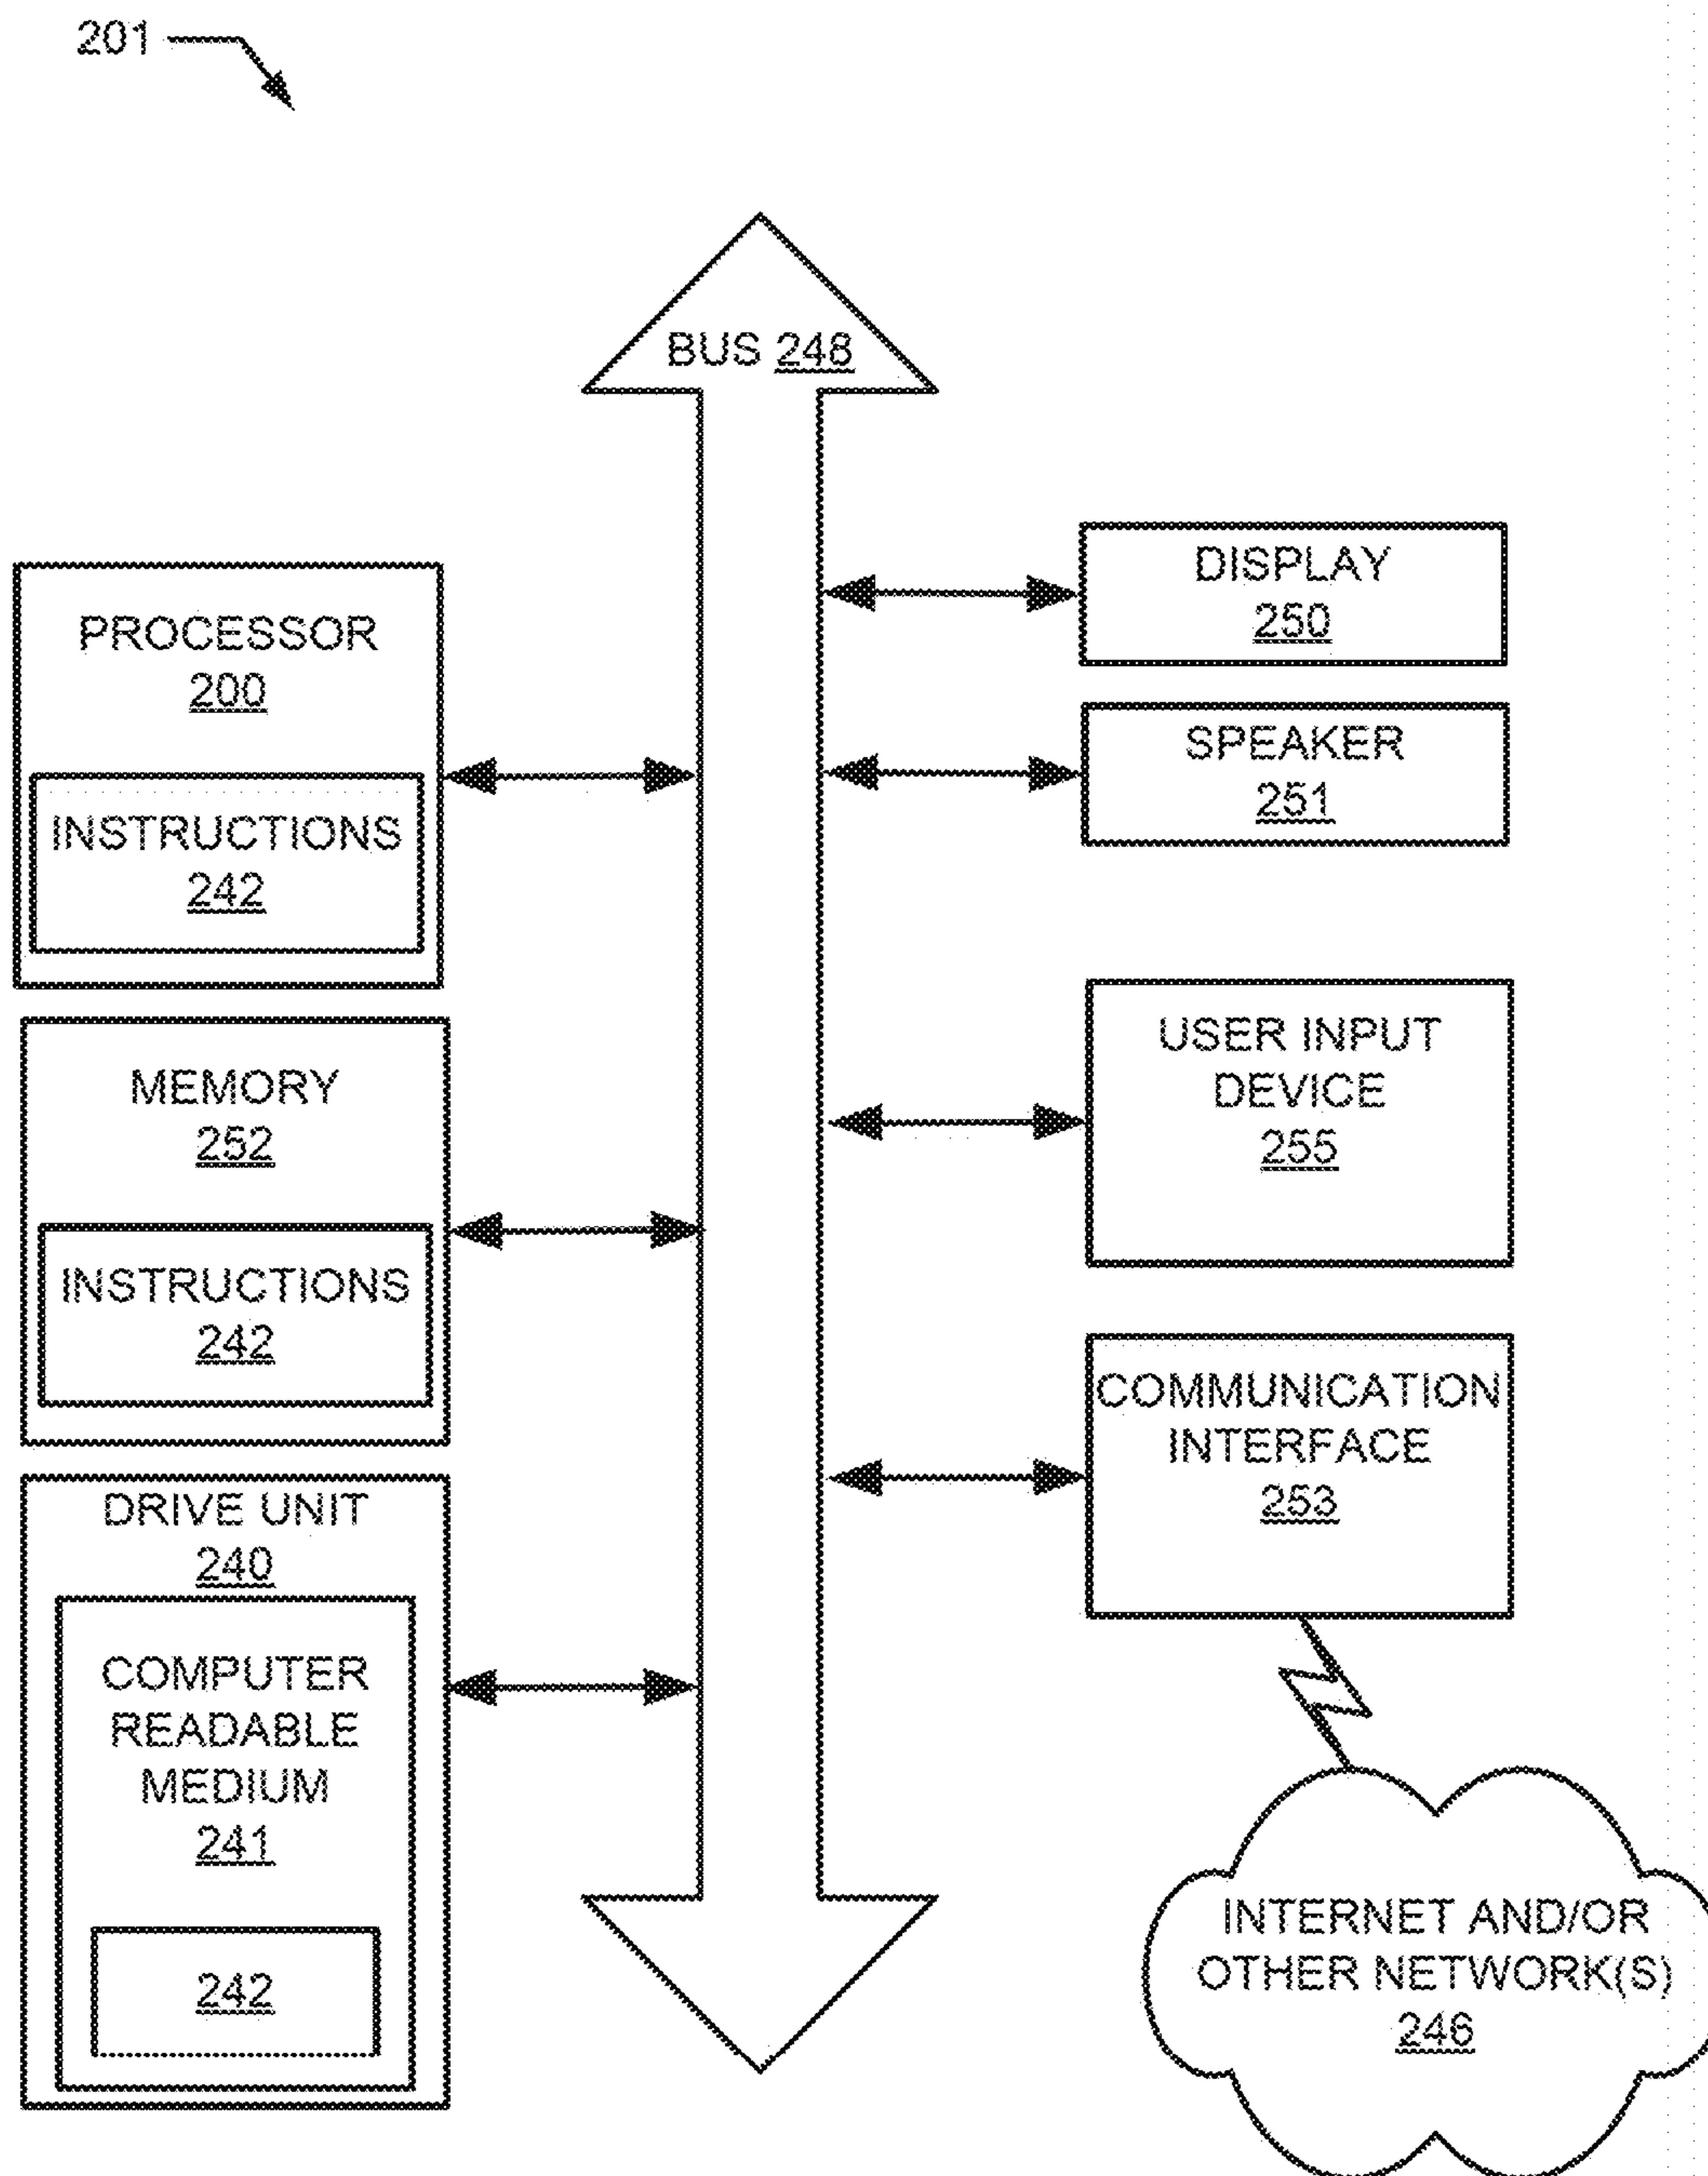 201
BUS 248
PROCESSOR
200
INSTRUCTIONS
242
MEMORY
252
INSTRUCTIONS
242
DRIVE UNIT
240
COMPUTER
READABLE
MEDIUM
241
242
DISPLAY
250
SPEAKER
251
USER INPUT
DEVICE
255
COMMUNICATION
INTERFACE
253
INTERNET AND/OR
OTHER NETWORK(S)
246